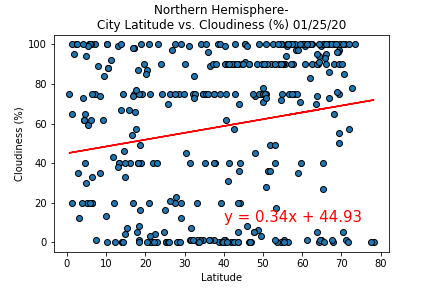 Northern Hemisphere-
City Latitude vs. Cloudiness (%) 01/25/20
100
80
60
40
20
0
Cloudiness (%)
y = 0.34x + 44.93
0 10 20 30 40 50 60 70 80
Latitude